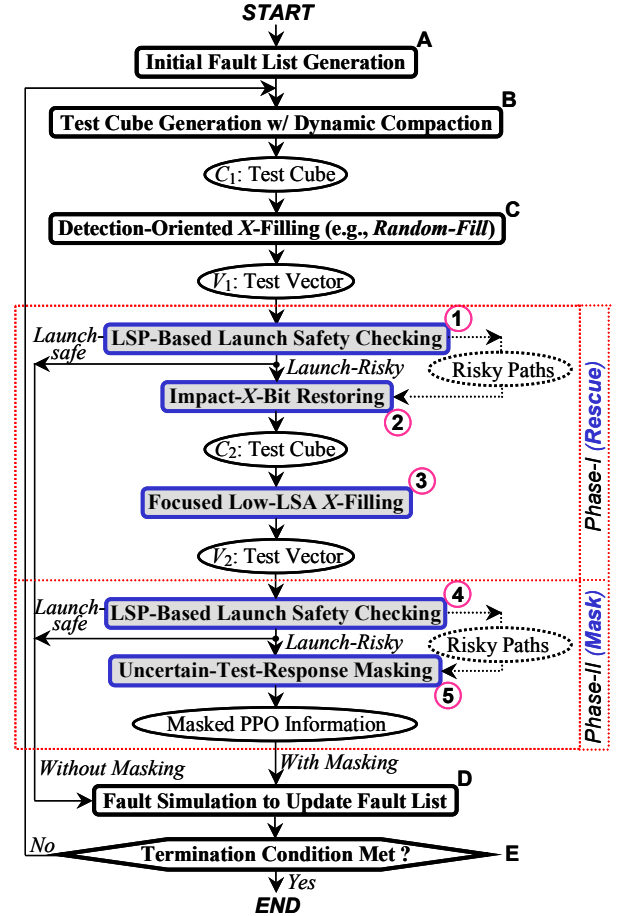 START
A
Initial Fault List Generation
B
Test Cube Generation w/ Dynamic Compaction
C1: Test Cube
C
Detection-Oriented X-Filling (e.g., Random-Fill)
V1: Test Vector
1
Launch-
safe
LSP-Based Launch Safety Checking
Launch-Risky
Risky Paths
Impact-X-Bit Restoring
2
C2: Test Cube
3
Focused Low-LSA X-Filling
V2: Test Vector
Phase-I (Rescue)
4
Launch-
safe
LSP-Based Launch Safety Checking
Launch-Risky
Risky Paths
Uncertain-Test-Response Masking
5
Masked PPO Information
Phase-II (Mask)
Without Masking
With Masking
D
Fault Simulation to Update Fault List
No
Termination Condition Met ?
E
Yes
END